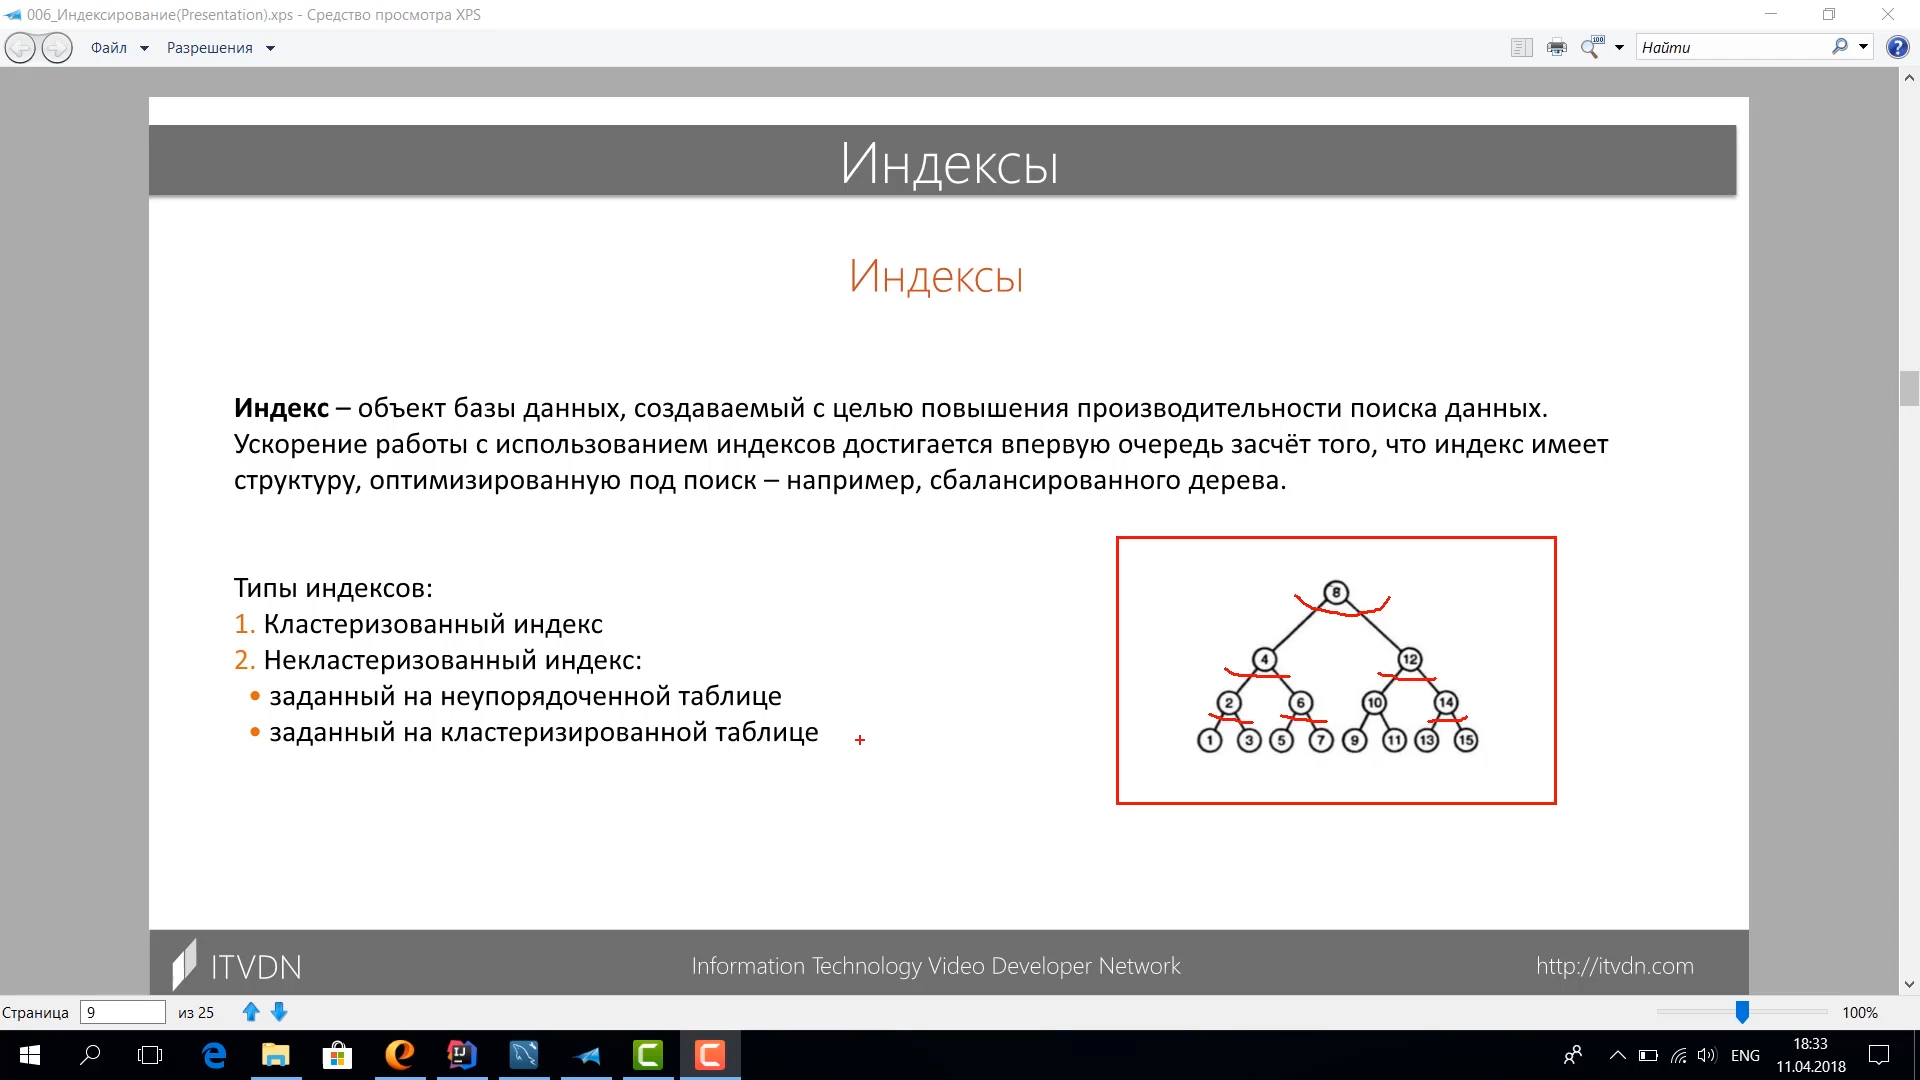 006_Индексирование(Presentation).xps - Средство просмотра XPS
Файл
Разрешения
100
Найти
?
Индексы
Индексы
Индекс – объект базы данных, создаваемый с целью повышения производительности поиска данных.
Ускорение работы с использованием индексов достигается впервую очередь засчёт того, что индекс имеет
структуру, оптимизированную под поиск – например, сбалансированного дерева.
Типы индексов:
1. Кластеризованный индекс
2. Некластеризованный индекс:
• заданный на неупорядоченной таблице
• заданный на кластеризированной таблице
8
4 12
2 6 10 14
1 3 5 7 9 11 13 15
ITVDN
Information Technology Video Developer Network
http://itvdn.com
Страница 9 из 25
100%
IJ
ENG
18:33
11.04.2018